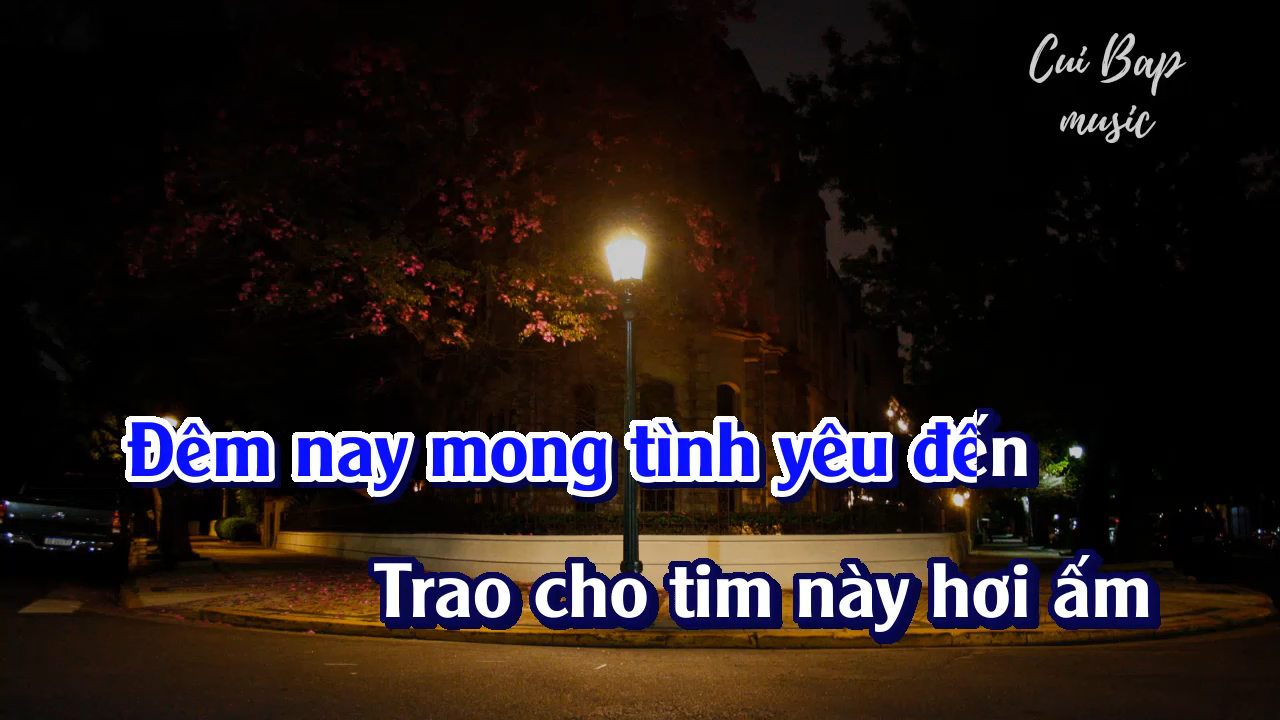 Cui Bap
music
Đêm nay mong tình yêu đến
Trao cho tim này hơi ấm